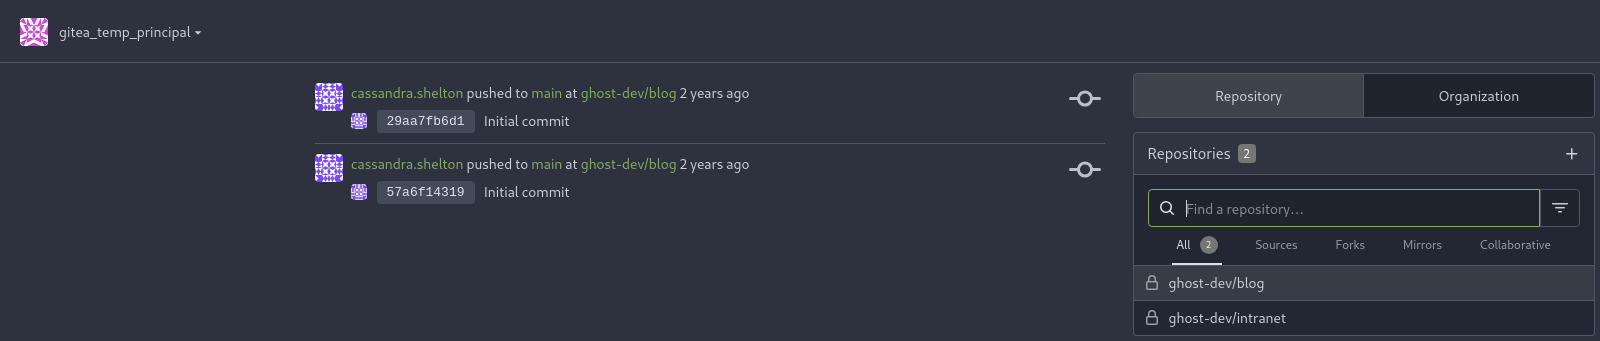 gitea_temp_principal
cassandra.shelton pushed to main at ghost-dev/blog 2 years ago
29aa7fb6d1 Initial commit
cassandra.shelton pushed to main at ghost-dev/blog 2 years ago
57a6f14319 Initial commit
Repository Organization
Repositories 2
Find a repository...
All 2 Sources Forks Mirrors Collaborative
ghost-dev/blog
ghost-dev/intranet